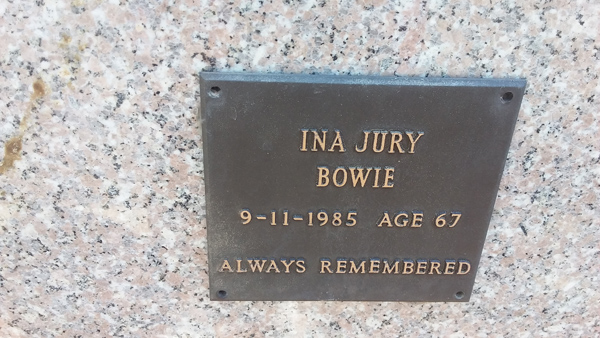 INA JURY
BOWIE
9-11-1985 AGE 67
ALWAYS REMEMBERED